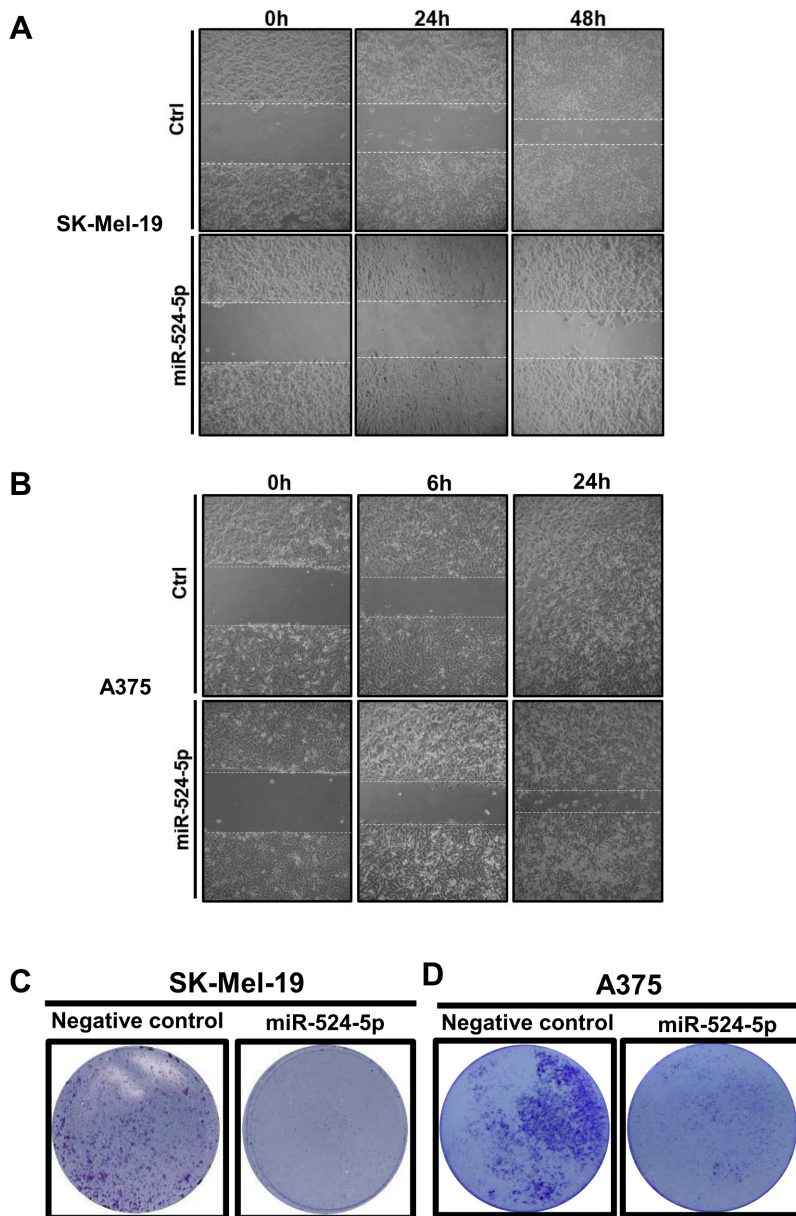 A
0h 24h 48h
Ctrl
SK-Mel-19
miR-524-5p
B
0h 6h 24h
Ctrl
A375
miR-524-5p
C SK-Mel-19
Negative control miR-524-5p
D A375
Negative control miR-524-5p